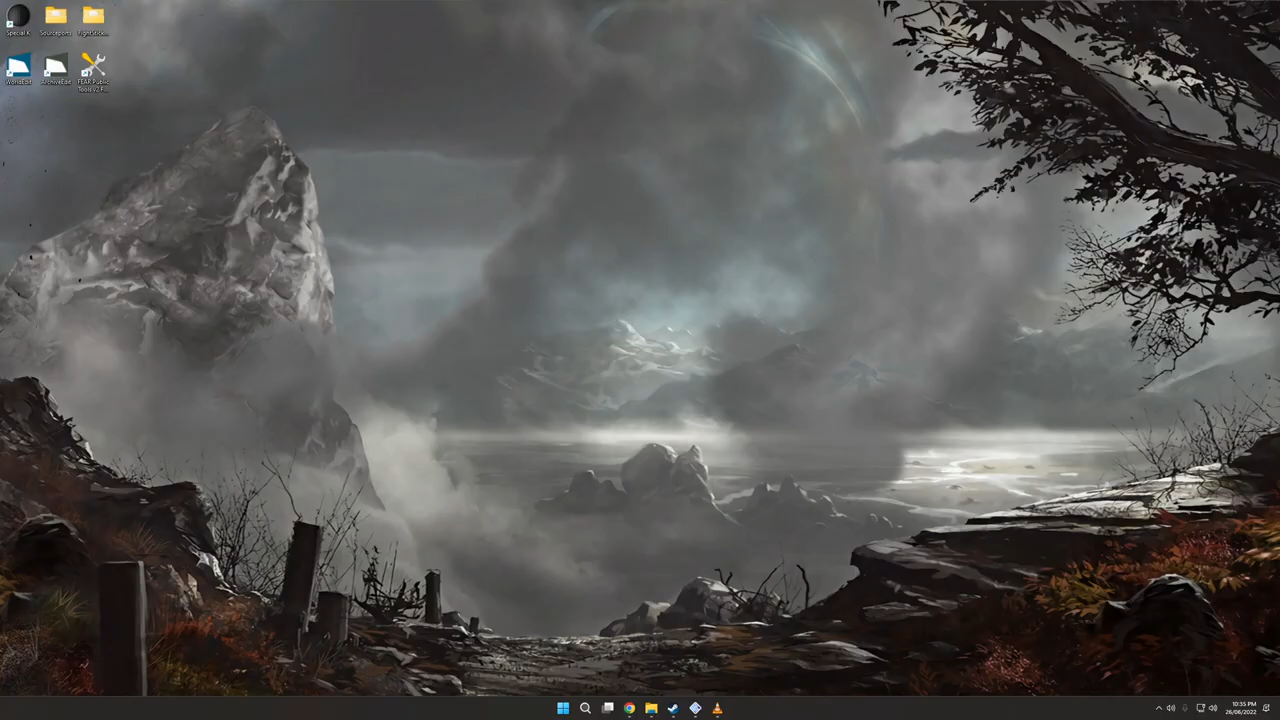 Special K
Sourceports
FightStick...
WorldEdit
ArchiveEdit
FEAR Public
Tools v2 F...
10:35 PM
26/06/2022